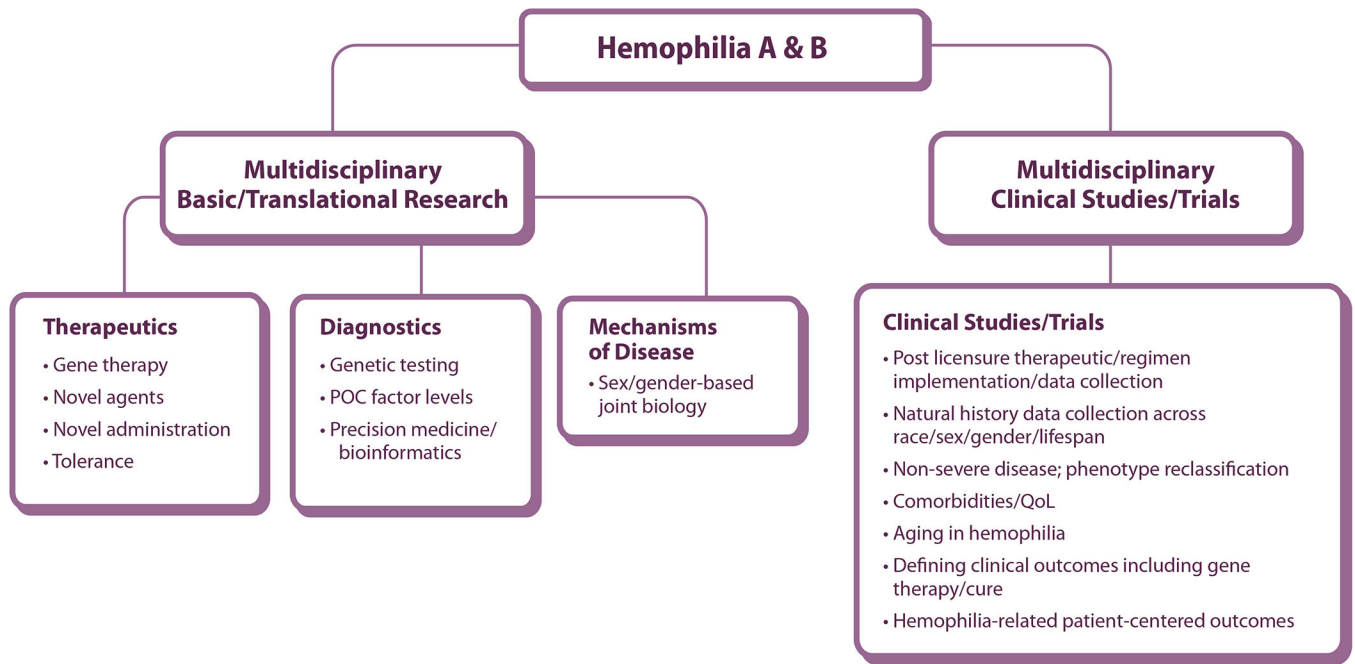 Hemophilia A & B
Multidisciplinary
Basic/Translational Research
Multidisciplinary
Clinical Studies/Trials
Therapeutics
• Gene therapy
• Novel agents
• Novel administration
• Tolerance
Diagnostics
• Genetic testing
• POC factor levels
• Precision medicine/
bioinformatics
Mechanisms
of Disease
• Sex/gender-based
joint biology
Clinical Studies/Trials
• Post licensure therapeutic/regimen
implementation/data collection
• Natural history data collection across
race/sex/gender/lifespan
• Non-severe disease; phenotype reclassification
• Comorbidities/QoL
• Aging in hemophilia
• Defining clinical outcomes including gene
therapy/cure
• Hemophilia-related patient-centered outcomes